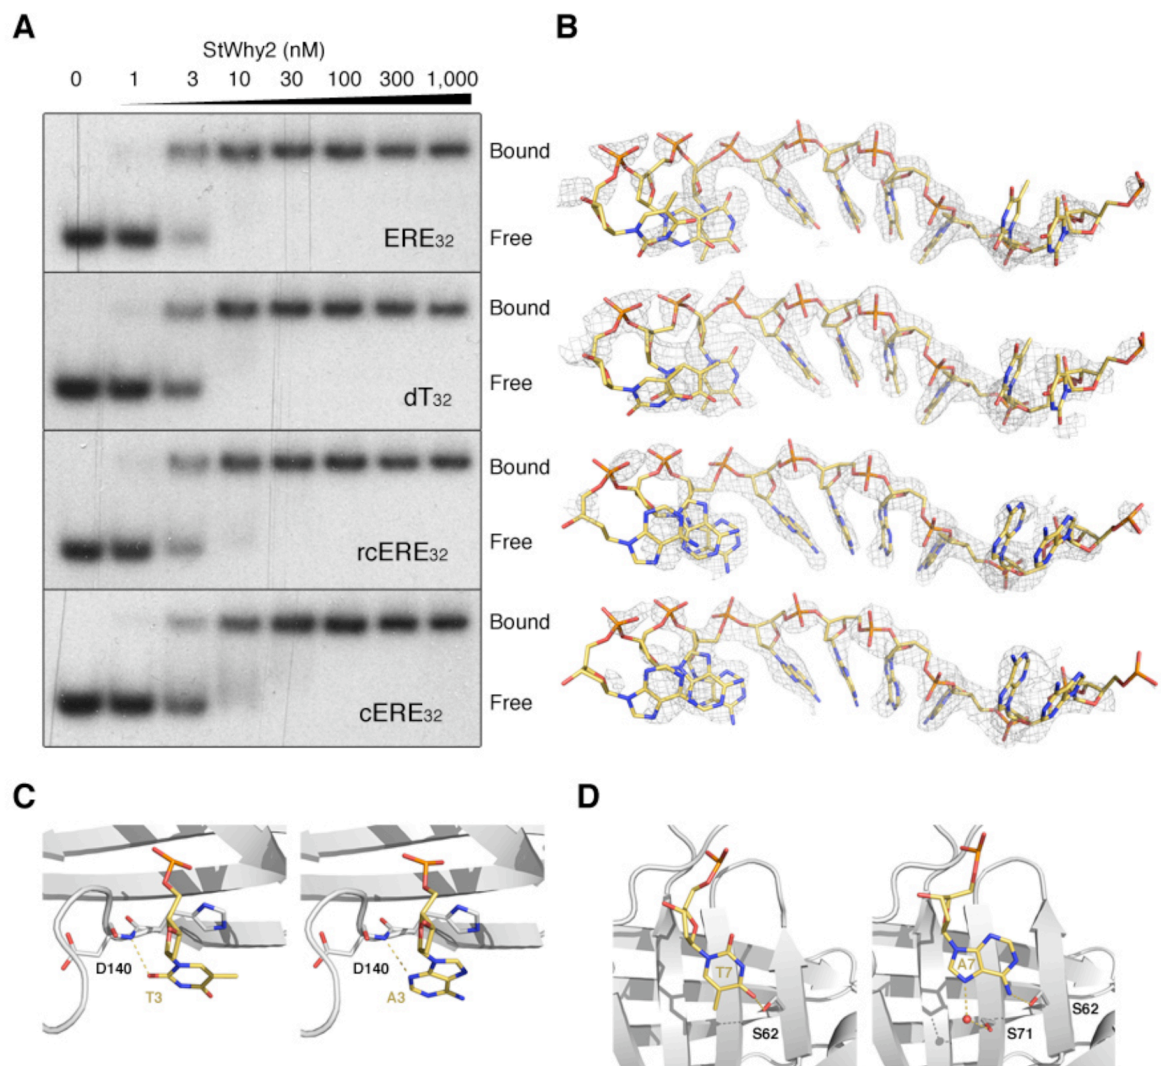 A
StWhy2 (nM)
0 1 3 10 30 100 300 1,000
Bound
Free
ERE32
Bound
Free
dT32
Bound
Free
rcERE32
Bound
Free
cERE32
B
C
D140
T3
D140
A3
D
T7
S62
A7
S62
S71